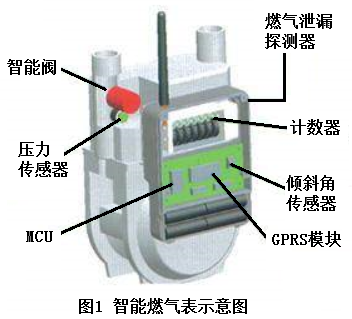 燃气泄漏
探测器
智能阀
计数器
压力
传感器
倾斜角
传感器
MCU
GPRS模块
图1 智能燃气表示意图